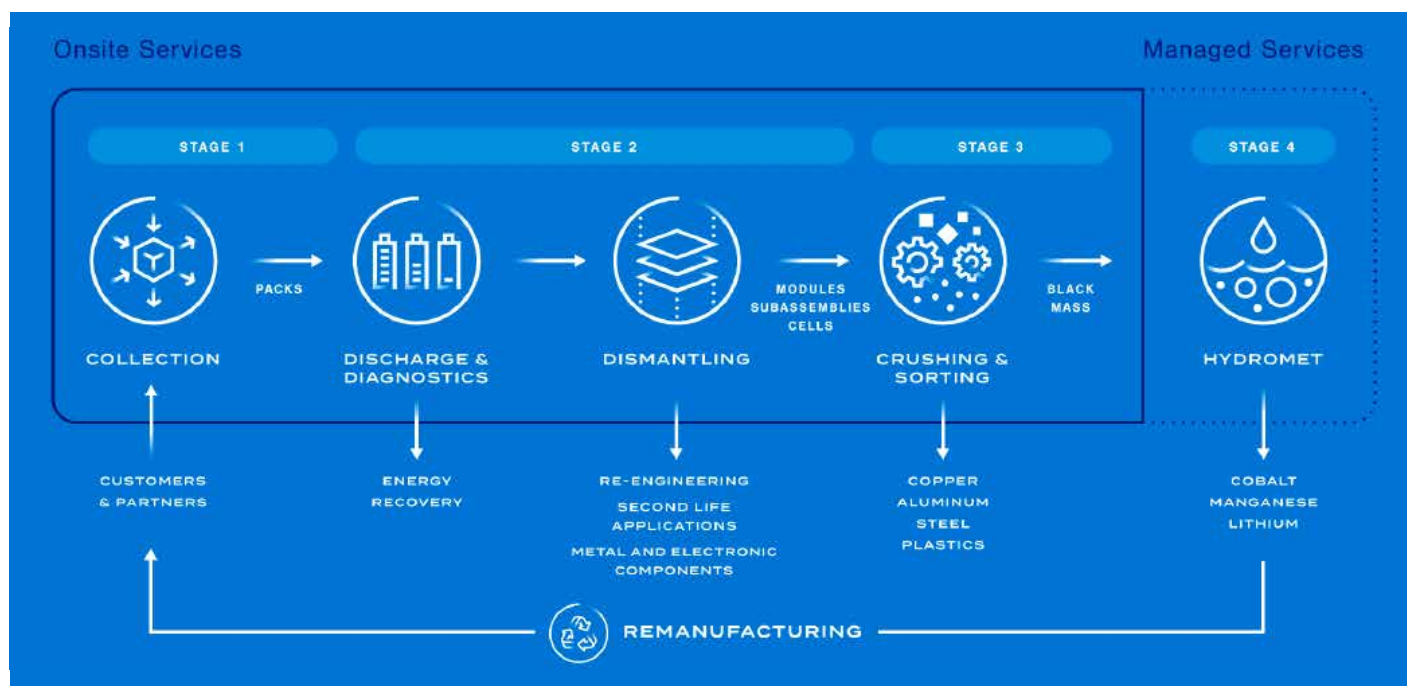 Onsite Services
Managed Services
STAGE 1
STAGE 2
STAGE 3
STAGE 4
PACKS
MODULES
SUBASSEMBLIES
CELLS
BLACK
MASS
COLLECTION
DISCHARGE &
DIAGNOSTICS
DISMANTLING
CRUSHING &
SORTING
HYDROMET
CUSTOMERS
& PARTNERS
ENERGY
RECOVERY
RE-ENGINEERING
SECOND LIFE
APPLICATIONS
METAL AND ELECTRONIC
COMPONENTS
COPPER
ALUMINUM
STEEL
PLASTICS
COBALT
MANGANESE
LITHIUM
REMANUFACTURING